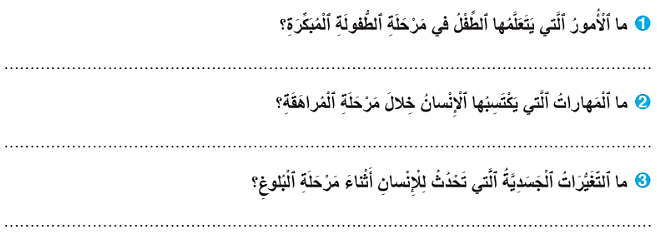 1 ما ٱلْأُمورُ ٱلَّتي يَتَعَلَّمُها ٱلطِّفْلُ في مَرْحَلَةِ ٱلطُّفولَةِ ٱلْمُبَكِّرَةِ؟
2 ما ٱلْمَهاراتُ ٱلَّتي يَكْتَسِبُها ٱلْإِنْسانُ خِلالَ مَرْحَلَةِ ٱلْمُراهَقَةِ؟
3 ما ٱلتَّغَيُّراتُ ٱلْجَسَدِيَّةُ ٱلَّتي تَحْدُثُ لِلْإِنْسانِ أَثْناءَ مَرْحَلَةِ ٱلْبُلوغِ؟